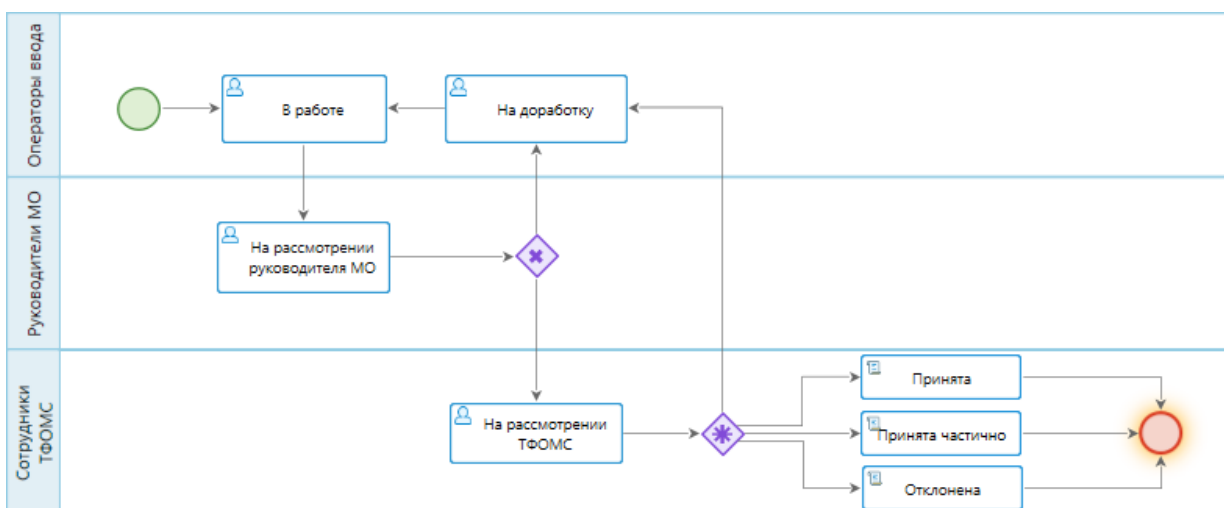 Операторы ввода
В работе
На доработку
Руководители МО
На рассмотрении
руководителя МО
Сотрудники
ТФОМС
На рассмотрении
ТФОМС
Принята
Принята частично
Отклонена